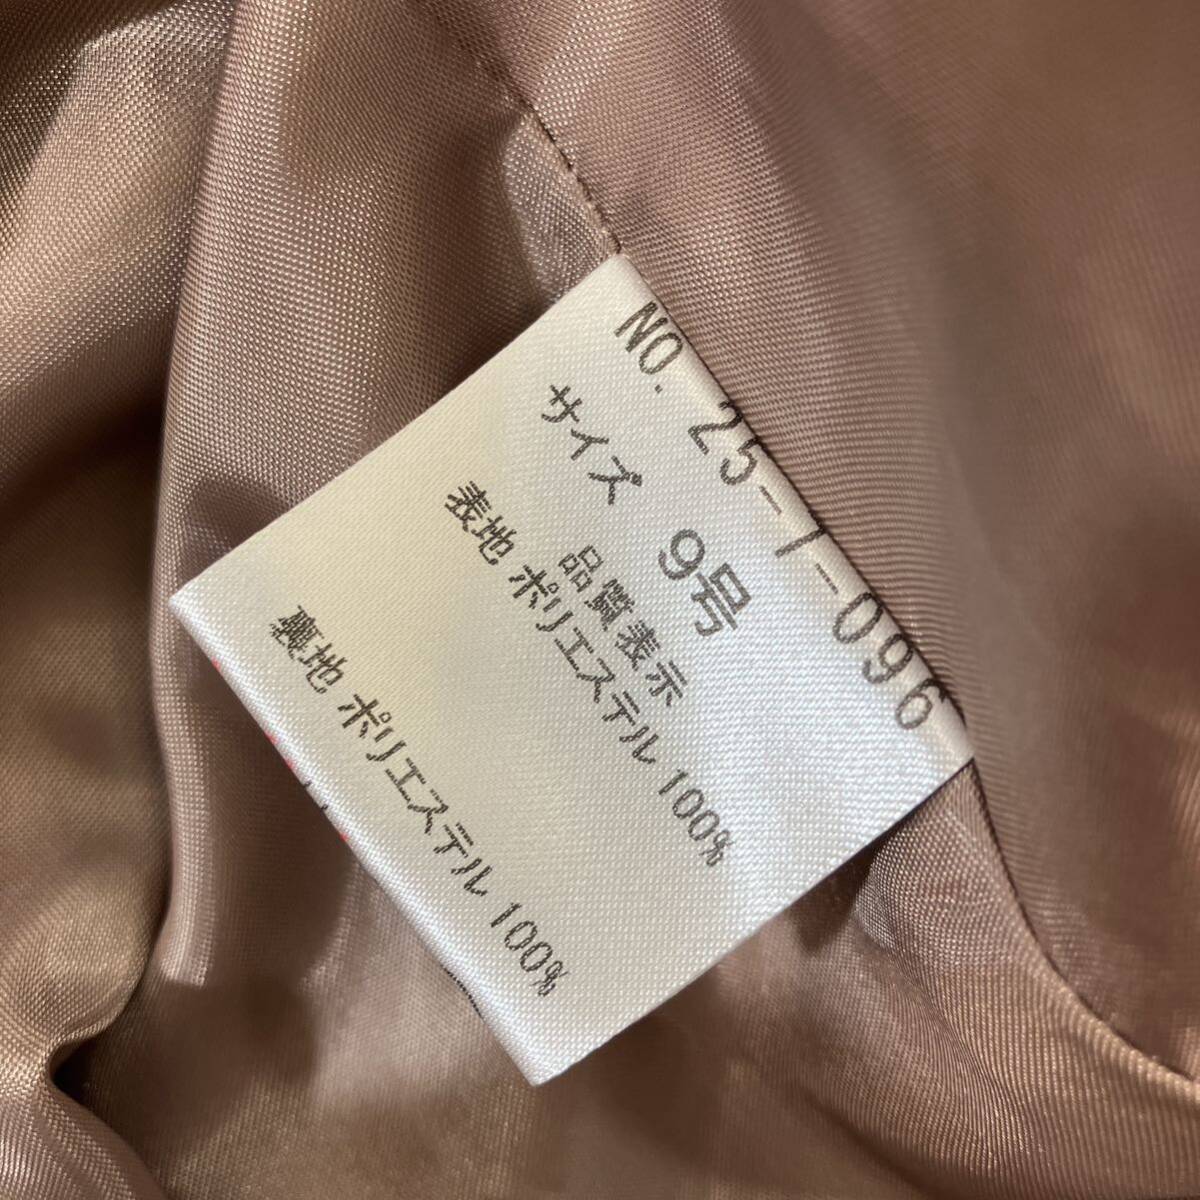 NO. 25-1-096
サイズ 9号
品質表示
表地 ポリエステル 100%
裏地 ポリエステル 100%